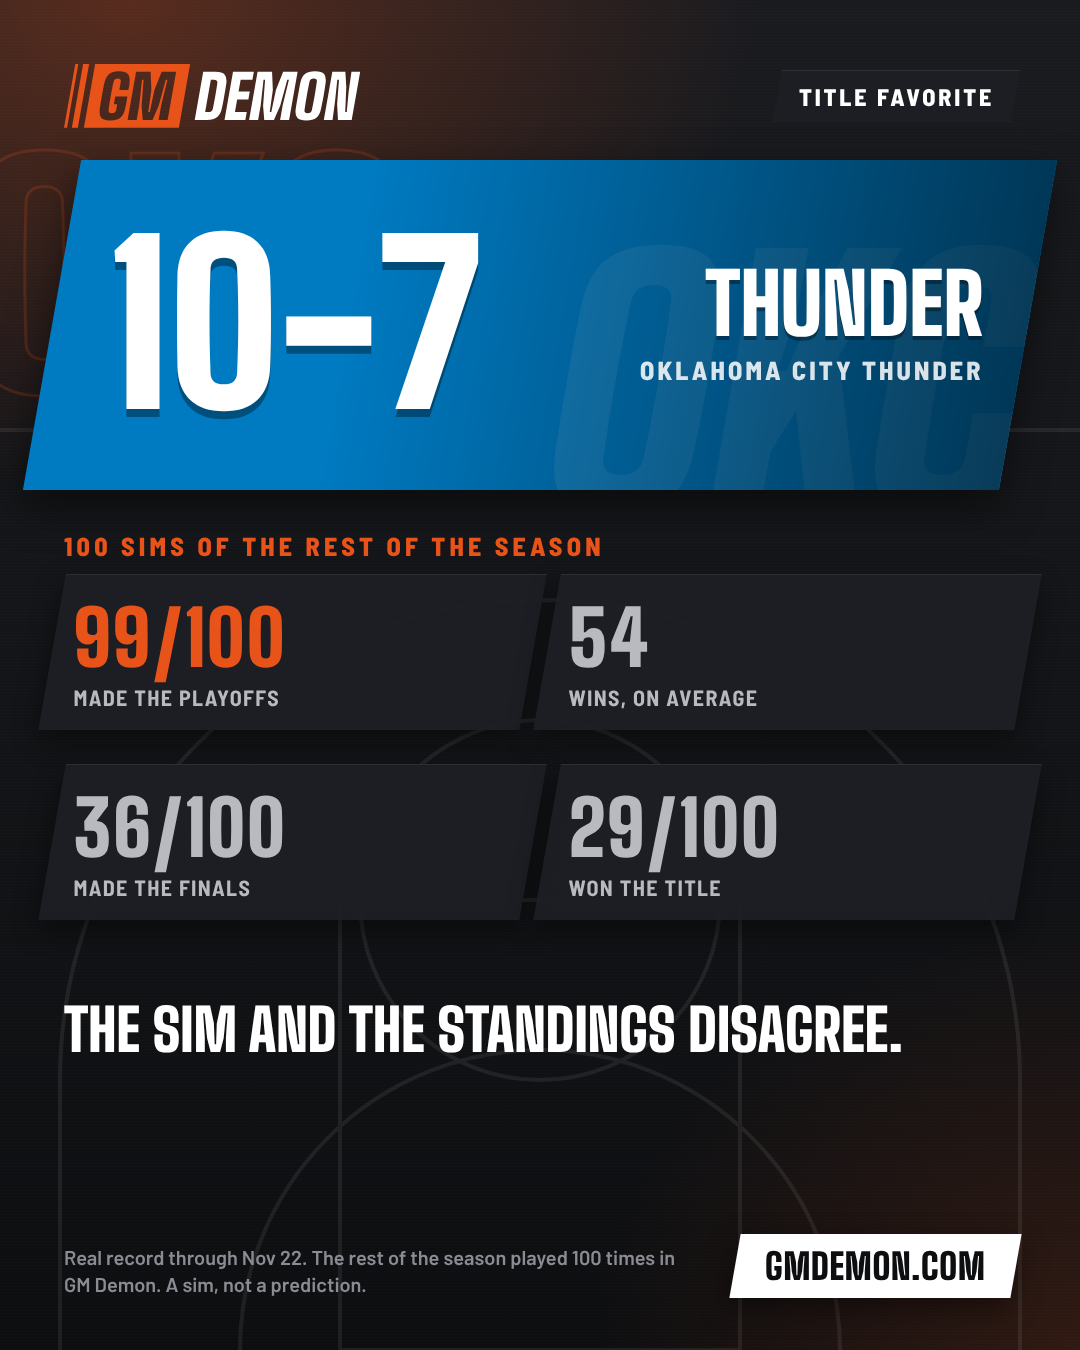 GM DEMON
TITLE FAVORITE
10–7
THUNDER
OKLAHOMA CITY THUNDER
OKC
100 SIMS OF THE REST OF THE SEASON
99/100
MADE THE PLAYOFFS
54
WINS, ON AVERAGE
36/100
MADE THE FINALS
29/100
WON THE TITLE
THE SIM AND THE STANDINGS DISAGREE.
Real record through Nov 22. The rest of the season played 100 times in
GM Demon. A sim, not a prediction.
GMDEMON.COM